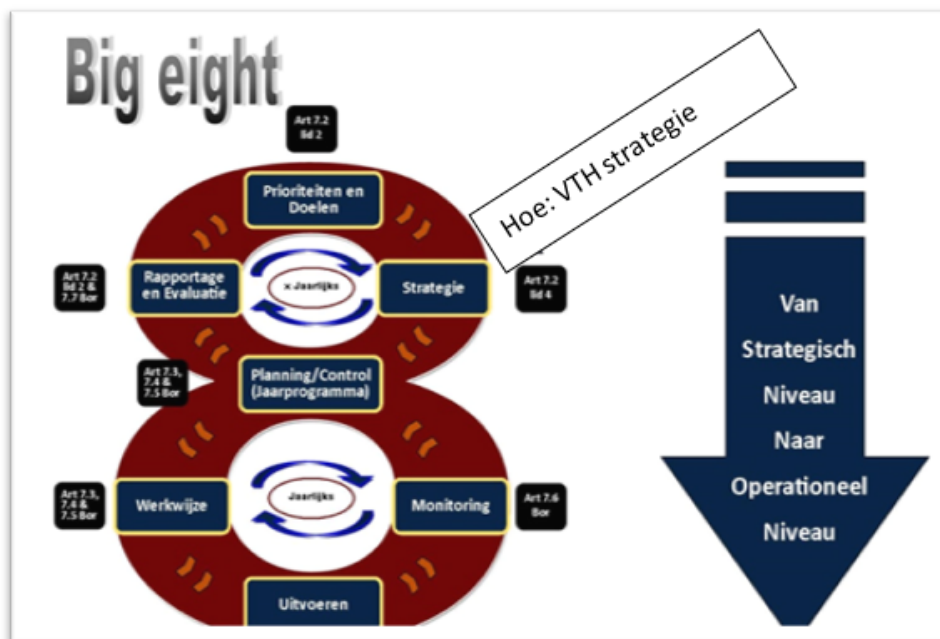 Big eight
Art 7.2
lid 2
Hoe: VTH strategie
Prioriteiten en
Doelen
Art 7.2
lid 2 &
7.7 Bor
Rapportage
en Evaluatie
x Jaarlijks
Strategie
Art 7.2
lid 4
Art 7.3,
7.4 &
7.5 Bor
Planning/Control
(Jaarprogramma)
Art 7.3,
7.4 &
7.5 Bor
Werkwijze
Jaarlijks
Monitoring
Art 7.6
Bor
Uitvoeren
Van
Strategisch
Niveau
Naar
Operationeel
Niveau